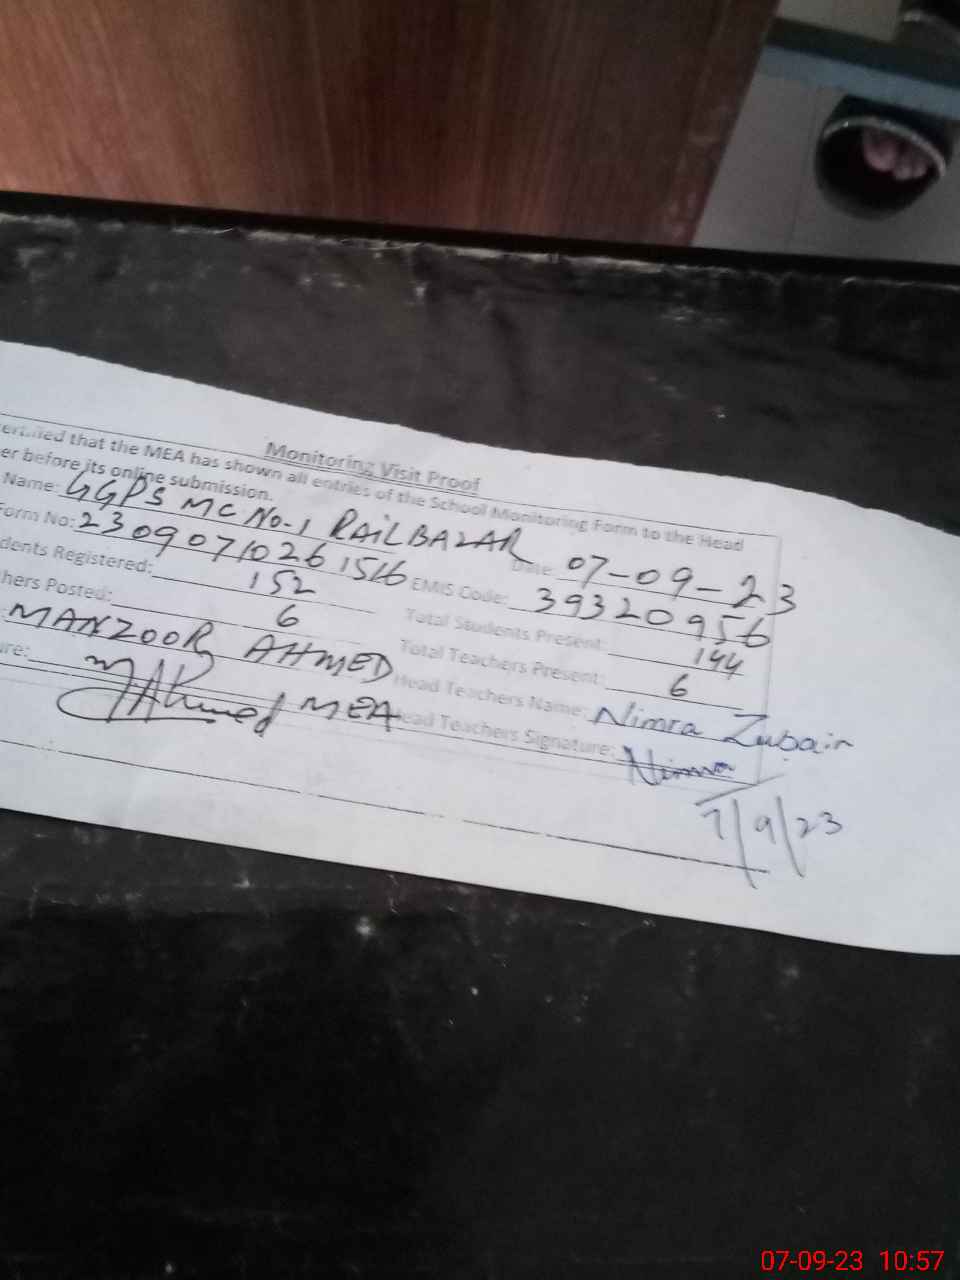 Monitoring Visit Proof
certified that the MEA has shown all entries of the School Monitoring Form to the Head
er before its online submission.
Name: GGPS MC No-1 RAILBAZAR Date: 07-09-23
Form No: 23090710261516 EMIS Code: 39320956
dents Registered: 152 Total Students Present: 144
hers Posted: 6 Total Teachers Present: 6
: MANZOOR AHMED Head Teachers Name: Nimra Zubair
ure: MAhmed MEA Head Teachers Signature: Nimra
7/9/23
07-09-23 10:57